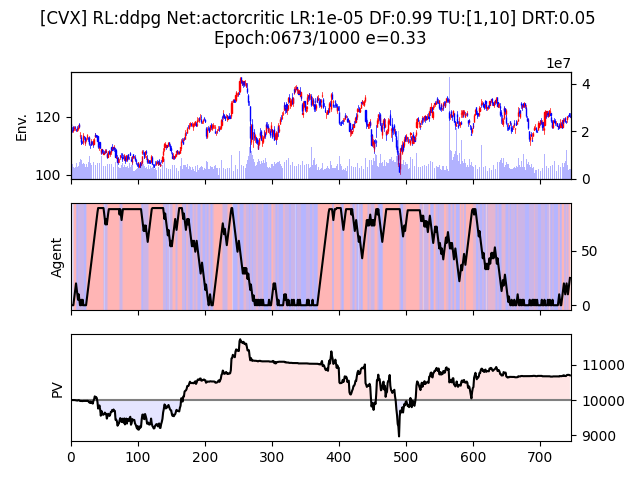 [CVX] RL:ddpg Net:actorcritic LR:1e-05 DF:0.99 TU:[1,10] DRT:0.05
Epoch:0673/1000 e=0.33
1e7
Env.
120
100
4
2
0
Agent
50
0
PV
11000
10000
9000
0 100 200 300 400 500 600 700